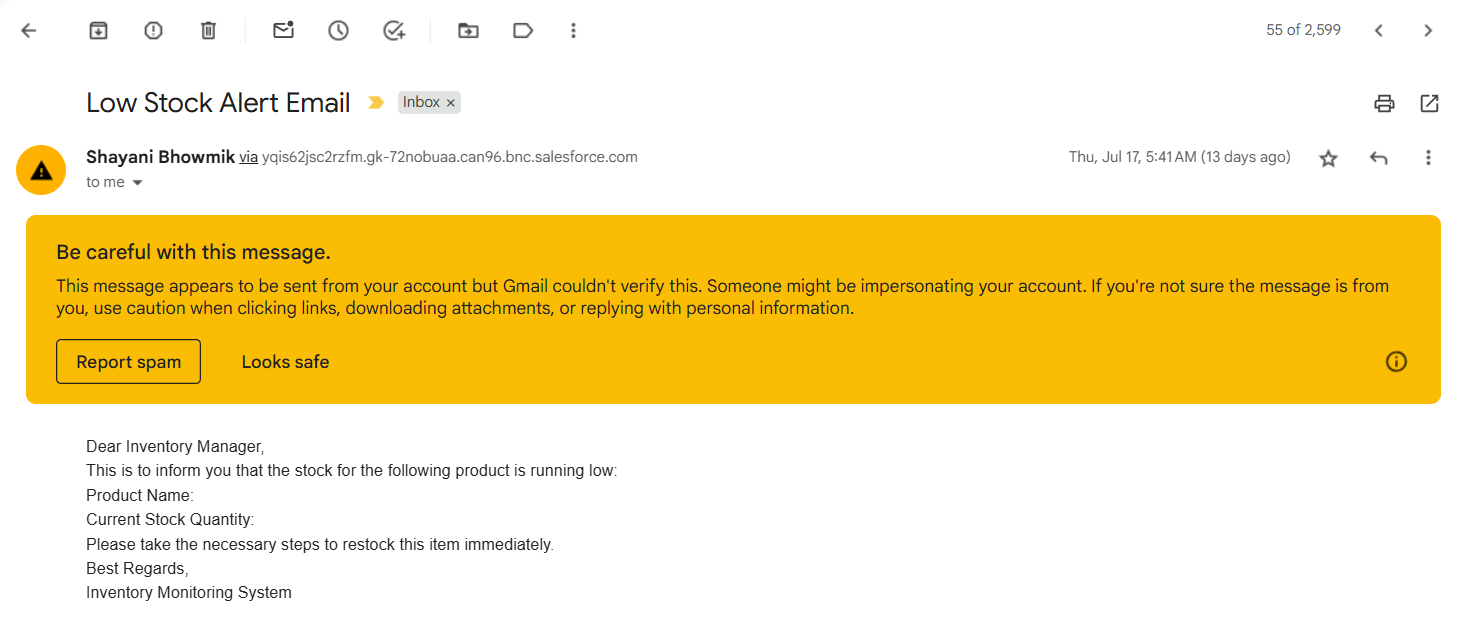 55 of 2,599
Low Stock Alert Email
Inbox ×
Shayani Bhowmik via yqis62jsc2rzfm.gk-72nobuaa.can96.bnc.salesforce.com
Thu, Jul 17, 5:41 AM (13 days ago)
to me
Be careful with this message.
This message appears to be sent from your account but Gmail couldn't verify this. Someone might be impersonating your account. If you're not sure the message is from
you, use caution when clicking links, downloading attachments, or replying with personal information.
Report spam
Looks safe
Dear Inventory Manager,
This is to inform you that the stock for the following product is running low:
Product Name:
Current Stock Quantity:
Please take the necessary steps to restock this item immediately.
Best Regards,
Inventory Monitoring System